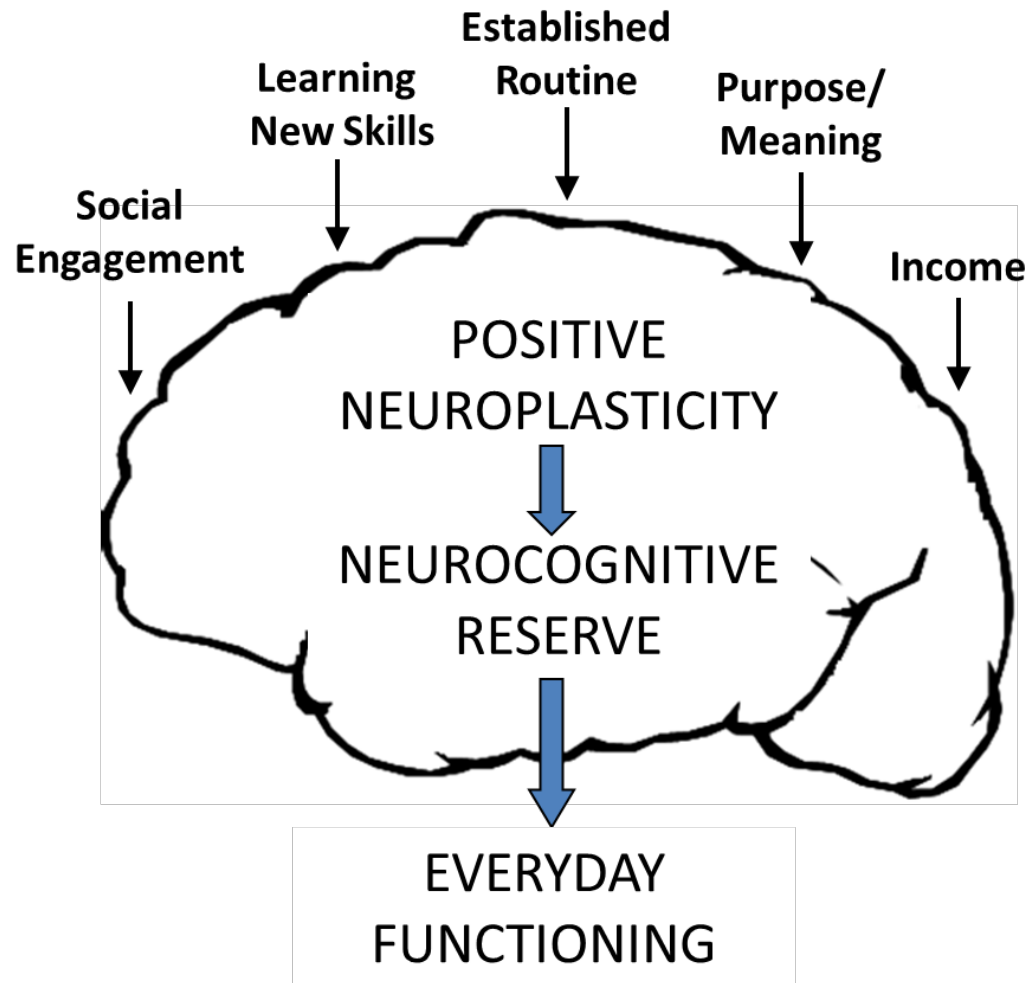 Social
Engagement
Learning
New Skills
Established
Routine
Purpose/
Meaning
Income
POSITIVE
NEUROPLASTICITY
NEUROCOGNITIVE
RESERVE
EVERYDAY
FUNCTIONING